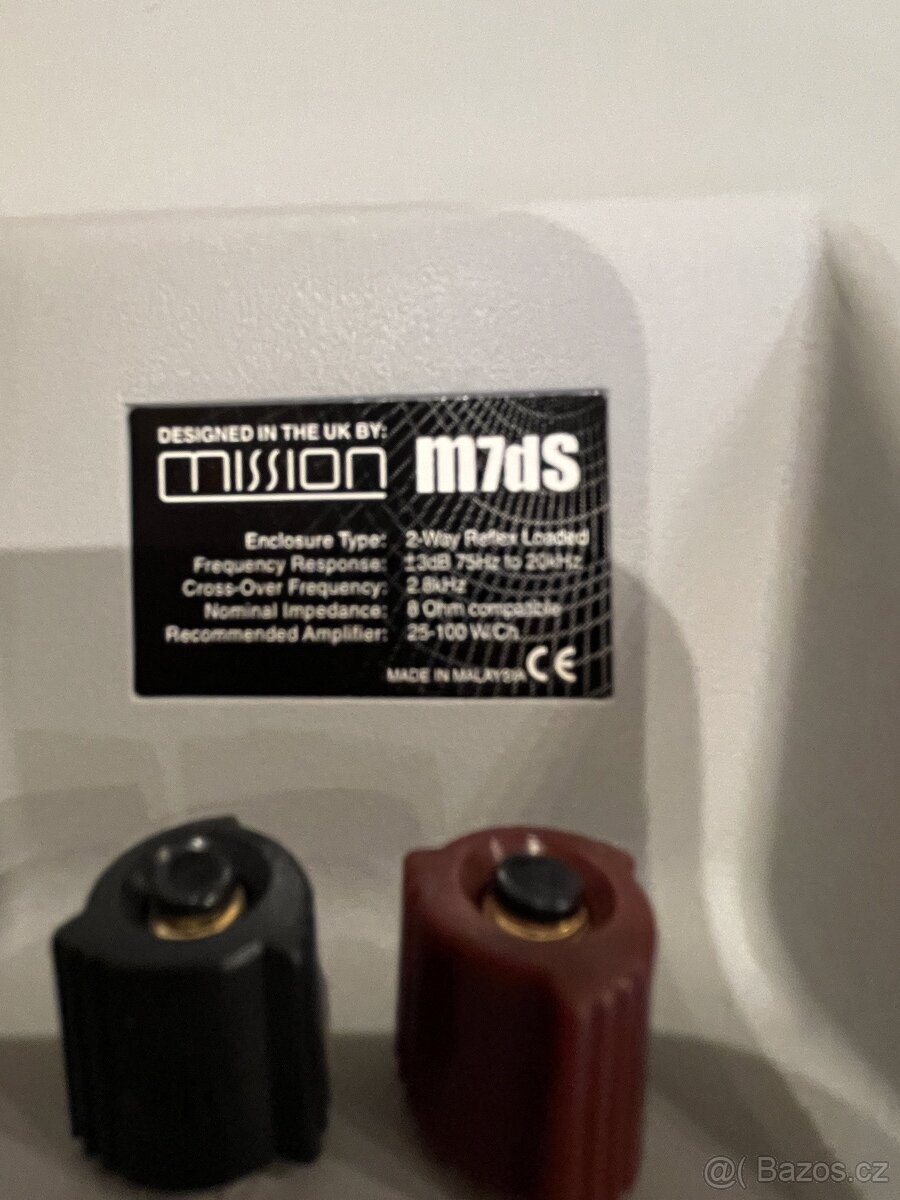 DESIGNED IN THE UK BY:
mission m7dS
Enclosure Type: 2-Way Reflex Loaded
Frequency Response: ±3dB 75Hz to 20kHz
Cross-Over Frequency: 2.8kHz
Nominal Impedance: 8 Ohm compatible
Recommended Amplifier: 25-100 W/Ch.
MADE IN MALAYSIA CE
@( Bazos.cz